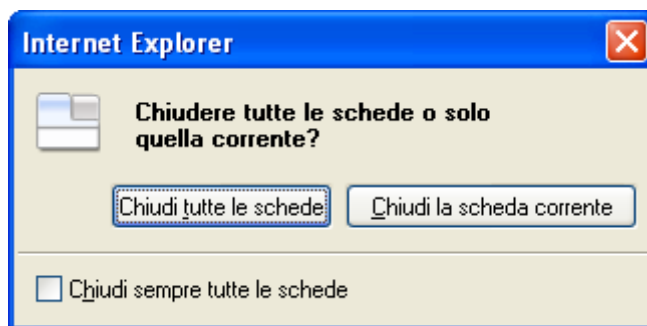 Internet Explorer
Chiudere tutte le schede o solo
quella corrente?
Chiudi tutte le schede
Chiudi la scheda corrente
Chiudi sempre tutte le schede